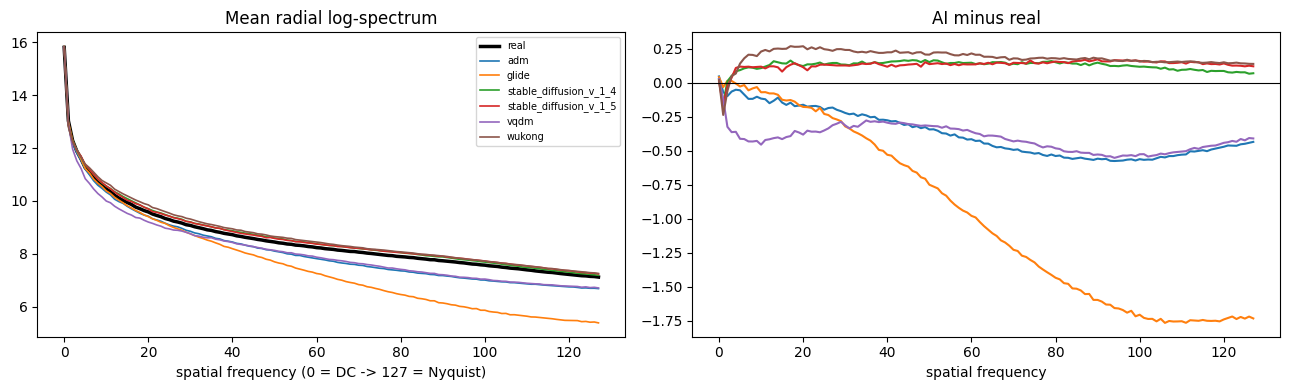 Mean radial log-spectrum
16
14
12
10
8
6
0 20 40 60 80 100 120
spatial frequency (0 = DC -> 127 = Nyquist)
real
adm
glide
stable_diffusion_v_1_4
stable_diffusion_v_1_5
vqdm
wukong
AI minus real
0.25
0.00
−0.25
−0.50
−0.75
−1.00
−1.25
−1.50
−1.75
0 20 40 60 80 100 120
spatial frequency